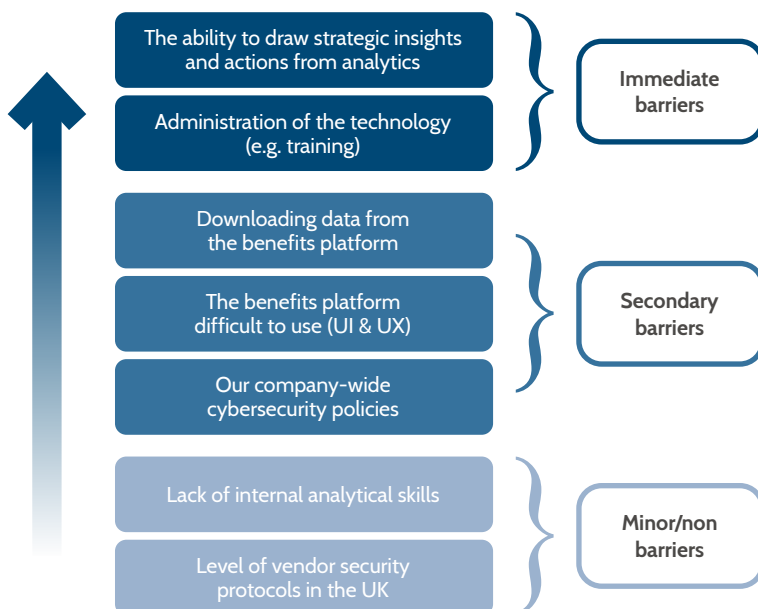 The ability to draw strategic insights
and actions from analytics
Administration of the technology
(e.g. training)
Immediate
barriers
Downloading data from
the benefits platform
The benefits platform
difficult to use (UI & UX)
Our company-wide
cybersecurity policies
Secondary
barriers
Lack of internal analytical skills
Level of vendor security
protocols in the UK
Minor/non
barriers